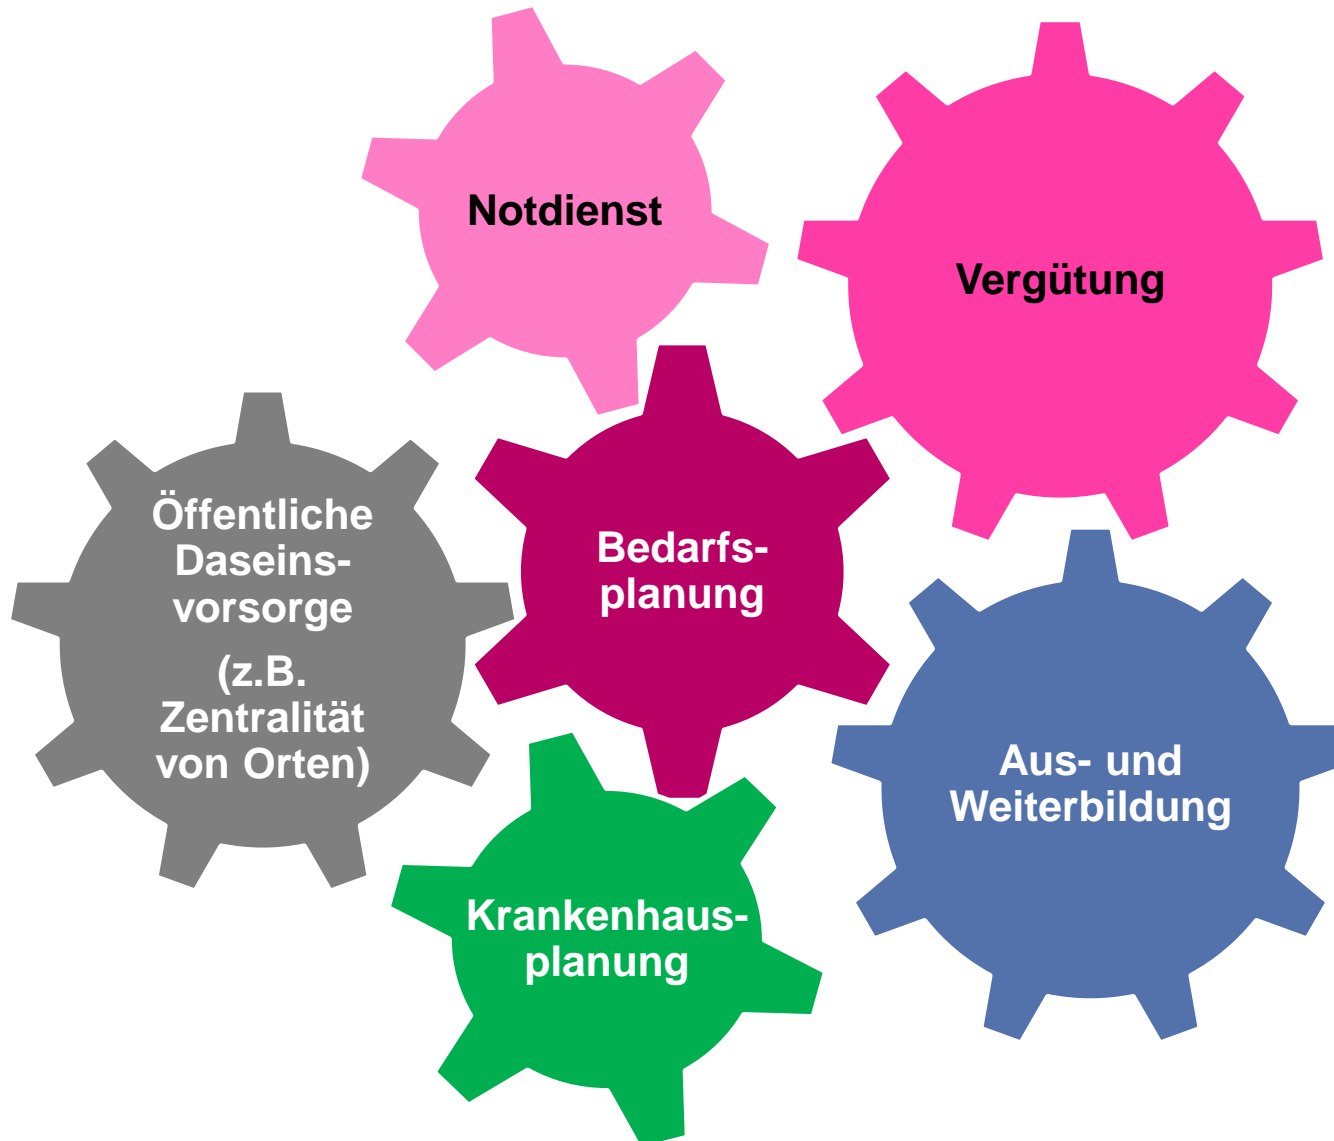 Notdienst
Vergütung
Öffentliche
Daseins-
vorsorge
(z.B.
Zentralität
von Orten)
Bedarfs-
planung
Aus- und
Weiterbildung
Krankenhaus-
planung